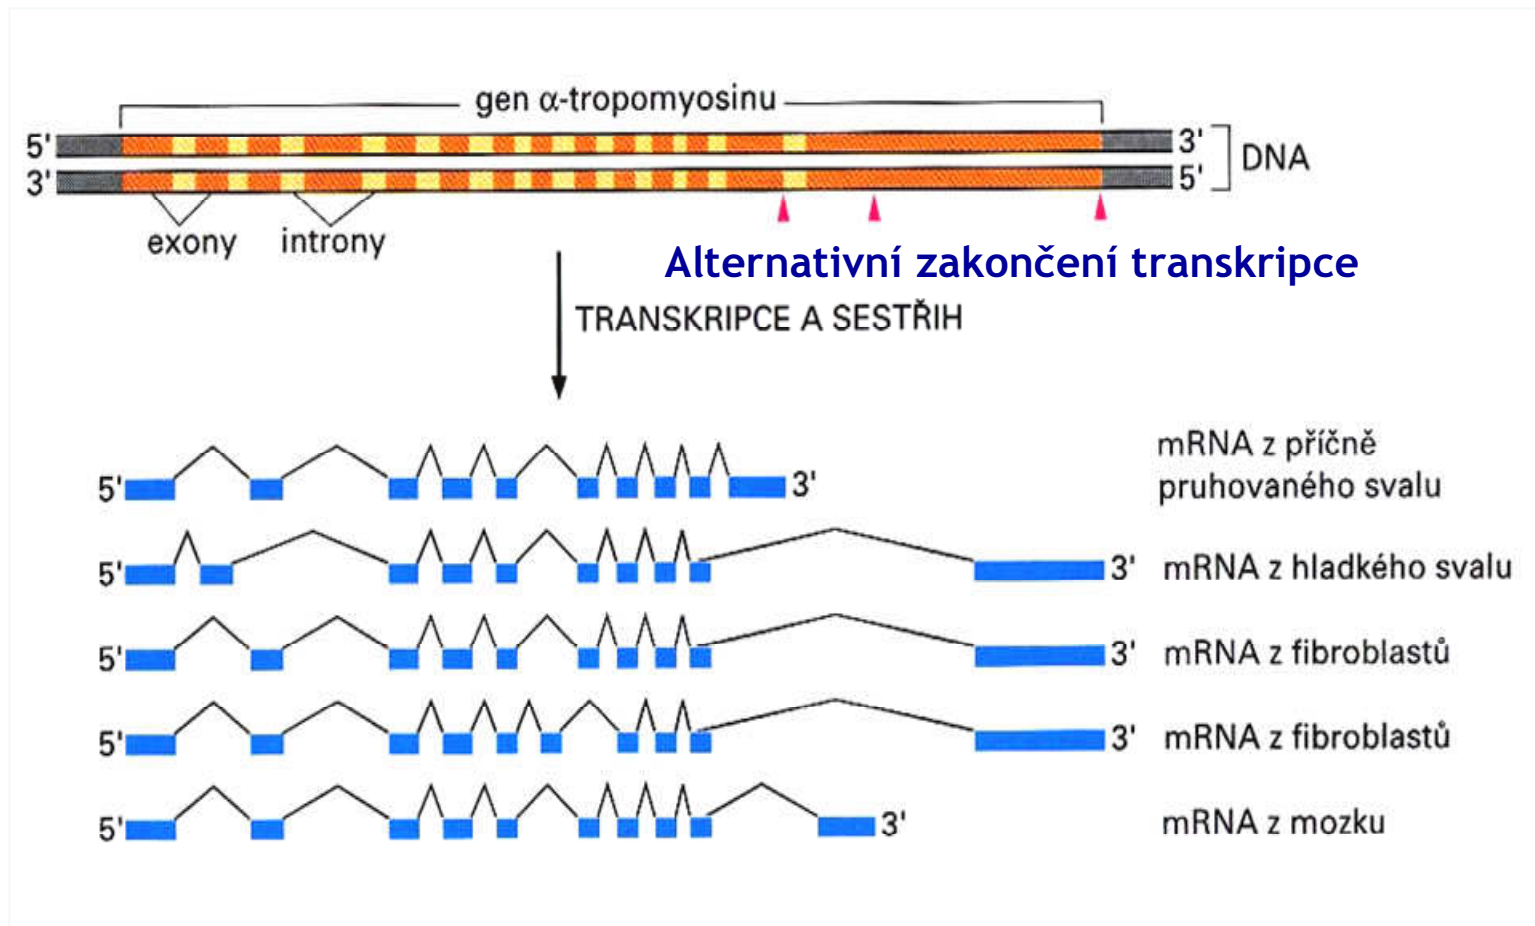 gen α-tropomyosinu
5' 3'
3' 5'
DNA
exony introny
Alternativní zakončení transkripce
TRANSKRIPCE A SESTŘIH
mRNA z příčně
5' 3' pruhovaného svalu
5' 3' mRNA z hladkého svalu
5' 3' mRNA z fibroblastů
5' 3' mRNA z fibroblastů
5' 3' mRNA z mozku